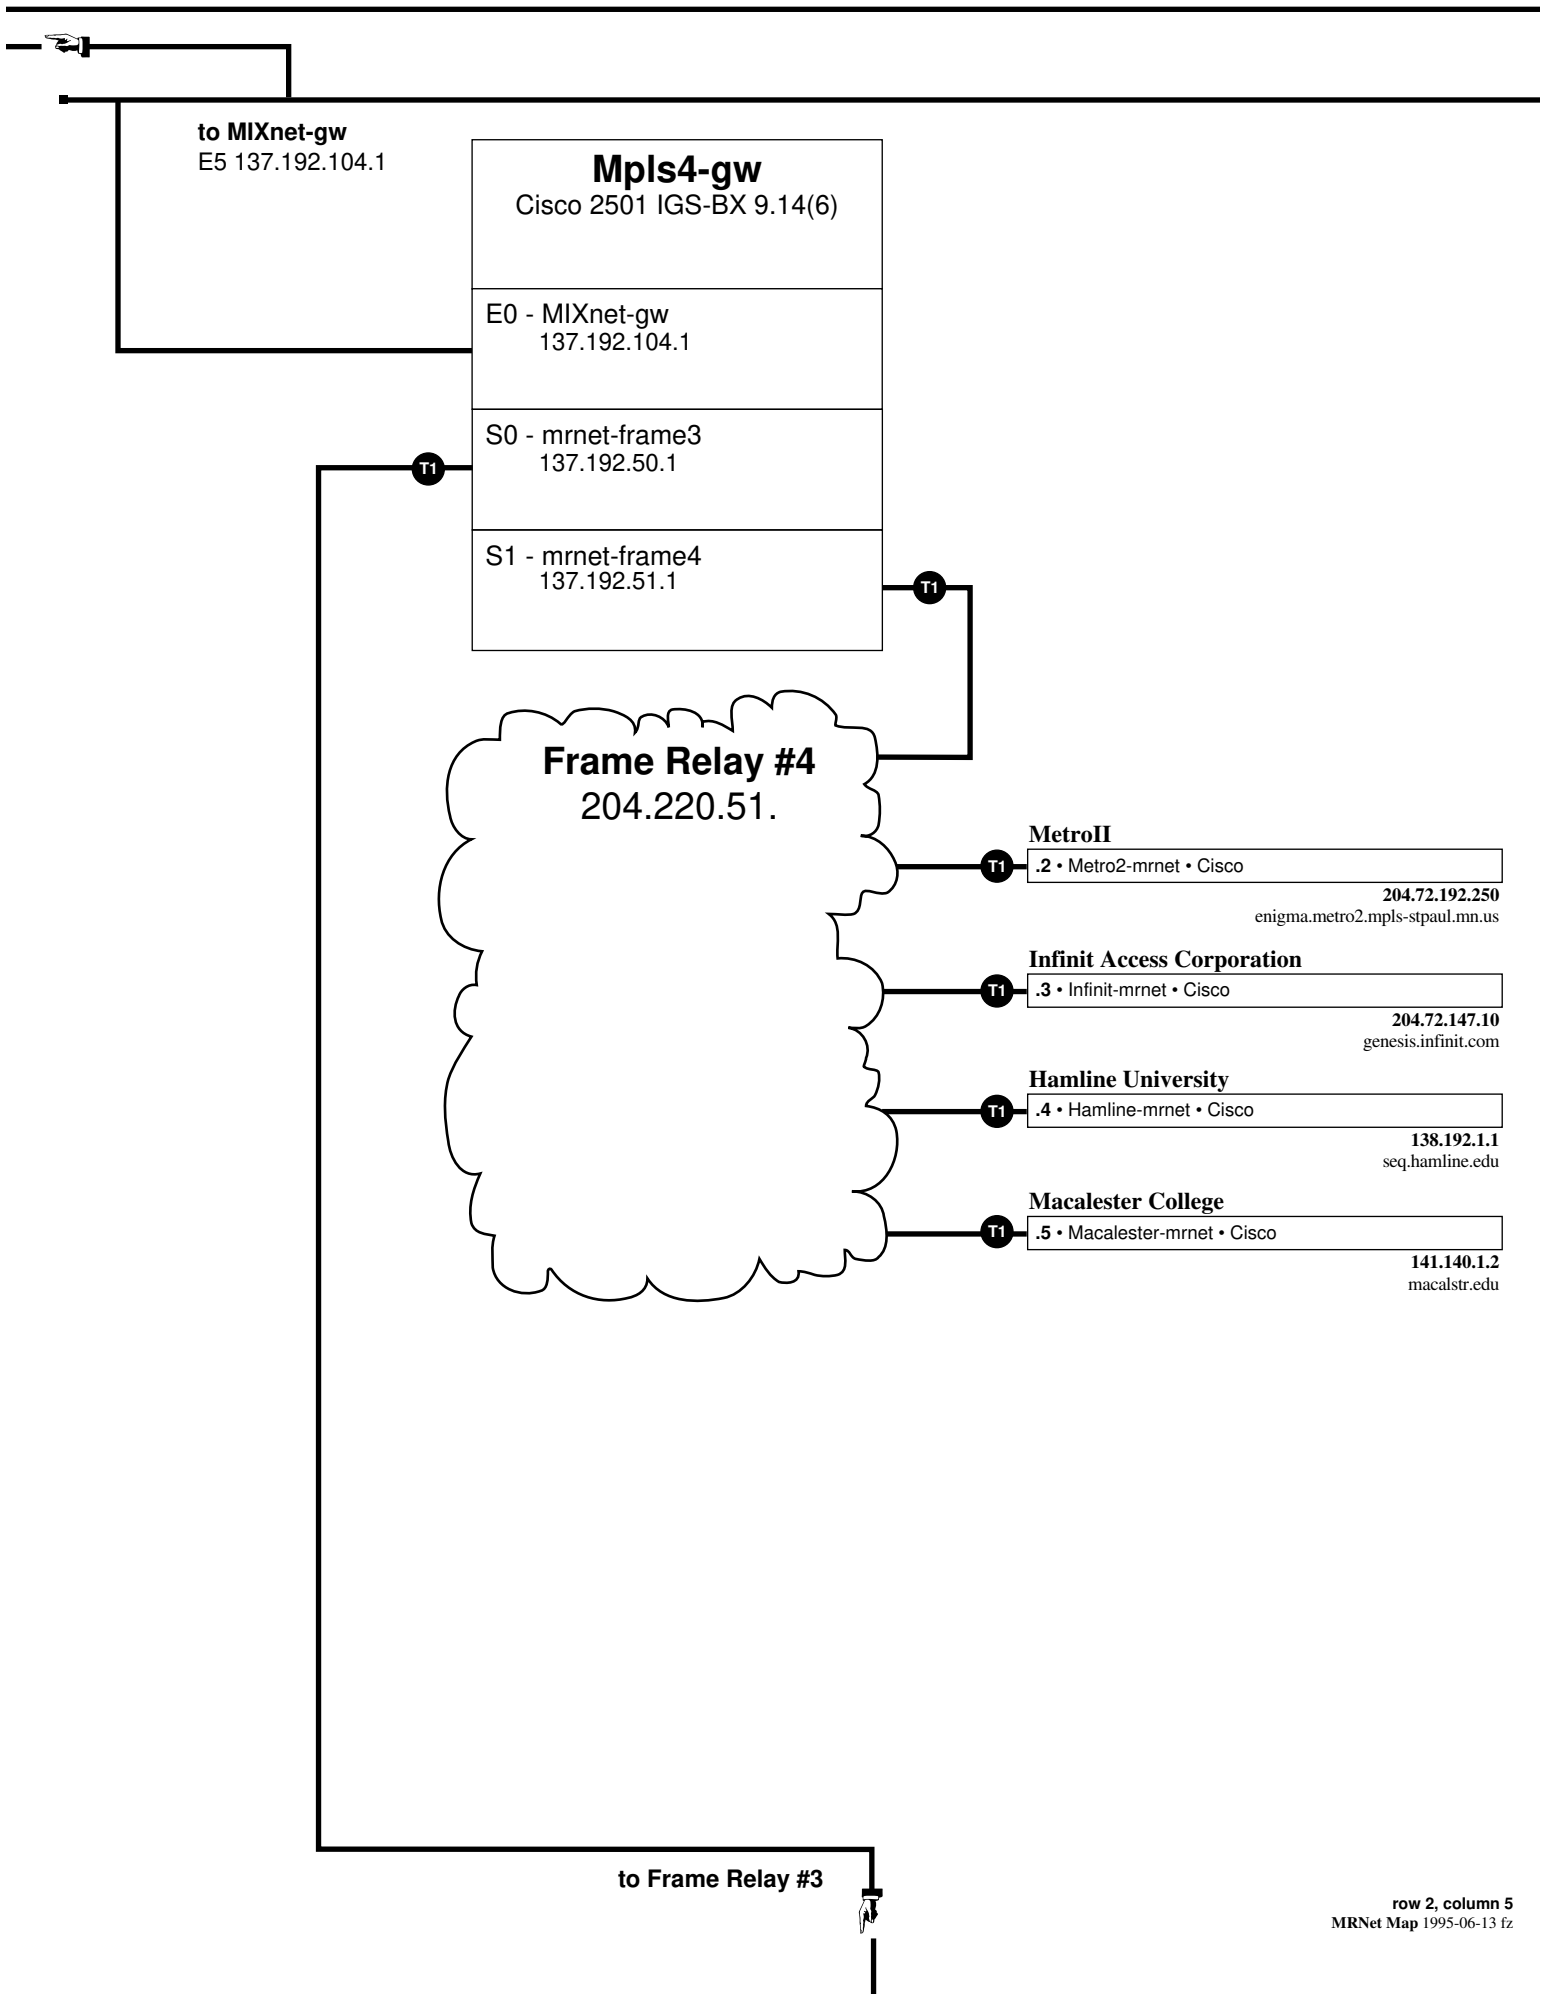 to MIXnet-gw
E5 137.192.104.1
Mpls4-gw
Cisco 2501 IGS-BX 9.14(6)
E0 - MIXnet-gw
137.192.104.1
S0 - mrnet-frame3
137.192.50.1
T1
S1 - mrnet-frame4
137.192.51.1
T1
Frame Relay #4
204.220.51.
MetroII
T1
.2 • Metro2-mrnet • Cisco
204.72.192.250
enigma.metro2.mpls-stpaul.mn.us
Infinit Access Corporation
T1
.3 • Infinit-mrnet • Cisco
204.72.147.10
genesis.infinit.com
Hamline University
T1
.4 • Hamline-mrnet • Cisco
138.192.1.1
seq.hamline.edu
Macalester College
T1
.5 • Macalester-mrnet • Cisco
141.140.1.2
macalstr.edu
to Frame Relay #3
row 2, column 5
MRNet Map 1995-06-13 fz